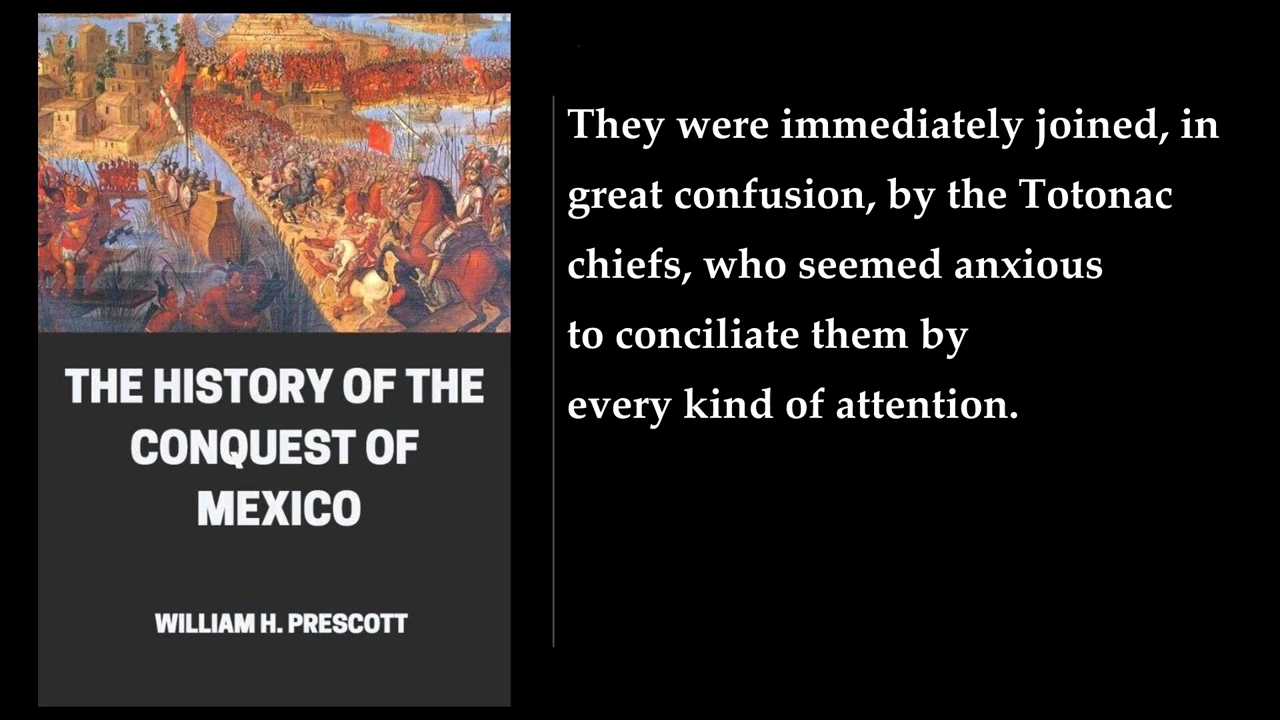 THE HISTORY OF THE
CONQUEST OF
MEXICO
WILLIAM H. PRESCOTT
They were immediately joined, in
great confusion, by the Totonac
chiefs, who seemed anxious
to conciliate them by
every kind of attention.